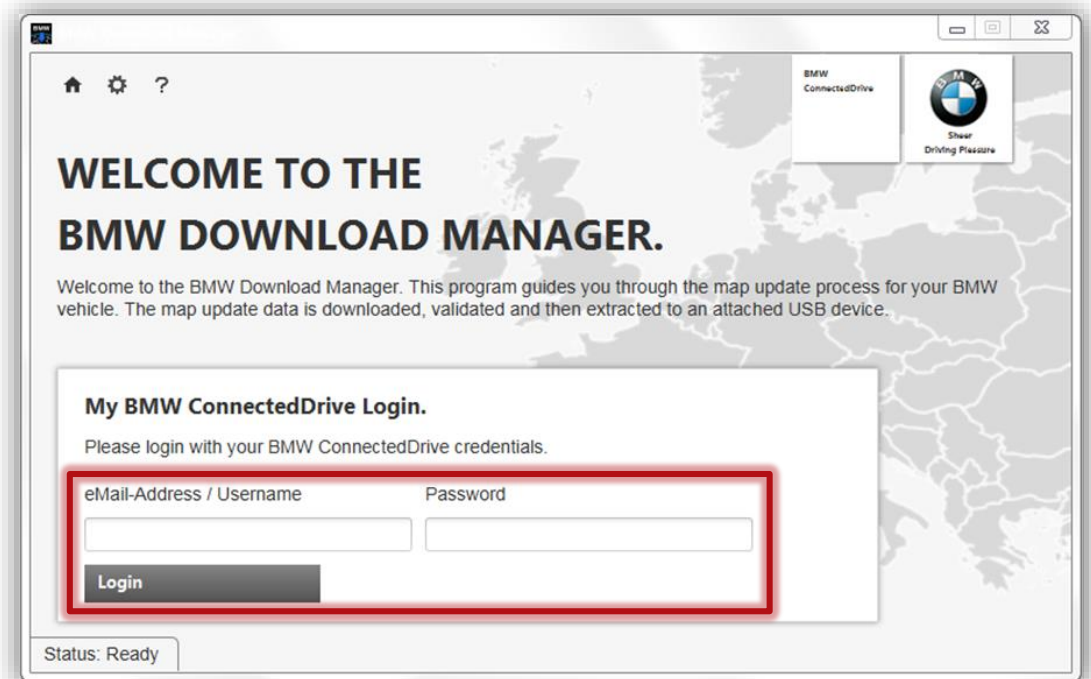 ?
BMW
ConnectedDrive
BMW
Sheer
Driving Pleasure
WELCOME TO THE
BMW DOWNLOAD MANAGER.
Welcome to the BMW Download Manager. This program guides you through the map update process for your BMW
vehicle. The map update data is downloaded, validated and then extracted to an attached USB device.
My BMW ConnectedDrive Login.
Please login with your BMW ConnectedDrive credentials.
eMail-Address / Username Password
Login
Status: Ready